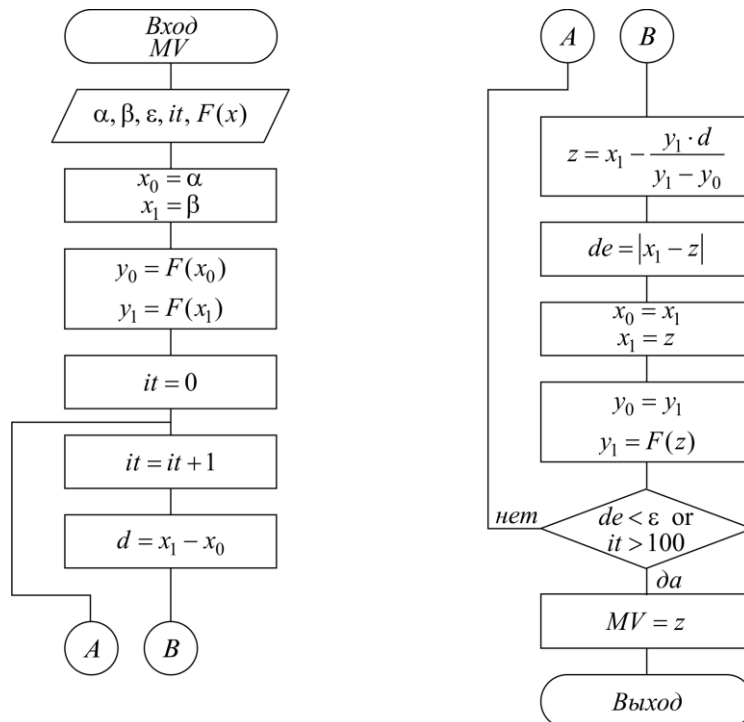 Вход
MV
α, β, ε, it, F(x)
x₀ = α
x₁ = β
y₀ = F(x₀)
y₁ = F(x₁)
it = 0
it = it + 1
d = x₁ − x₀
A
B
A
B
z = x₁ − (y₁ · d) / (y₁ − y₀)
de = |x₁ − z|
x₀ = x₁
x₁ = z
y₀ = y₁
y₁ = F(z)
нет
de < ε or
it > 100
да
MV = z
Выход